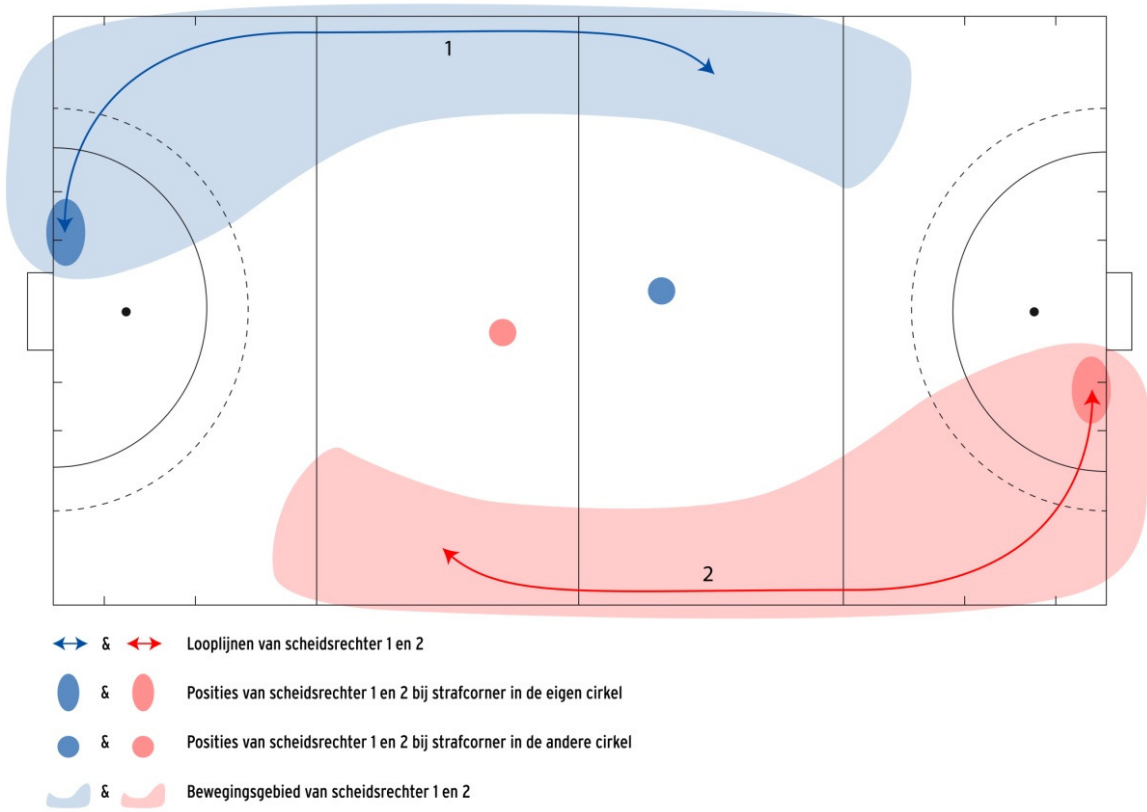 1
2
& Looplijnen van scheidsrechter 1 en 2
& Posities van scheidsrechter 1 en 2 bij strafcorner in de eigen cirkel
& Posities van scheidsrechter 1 en 2 bij strafcorner in de andere cirkel
& Bewegingsgebied van scheidsrechter 1 en 2